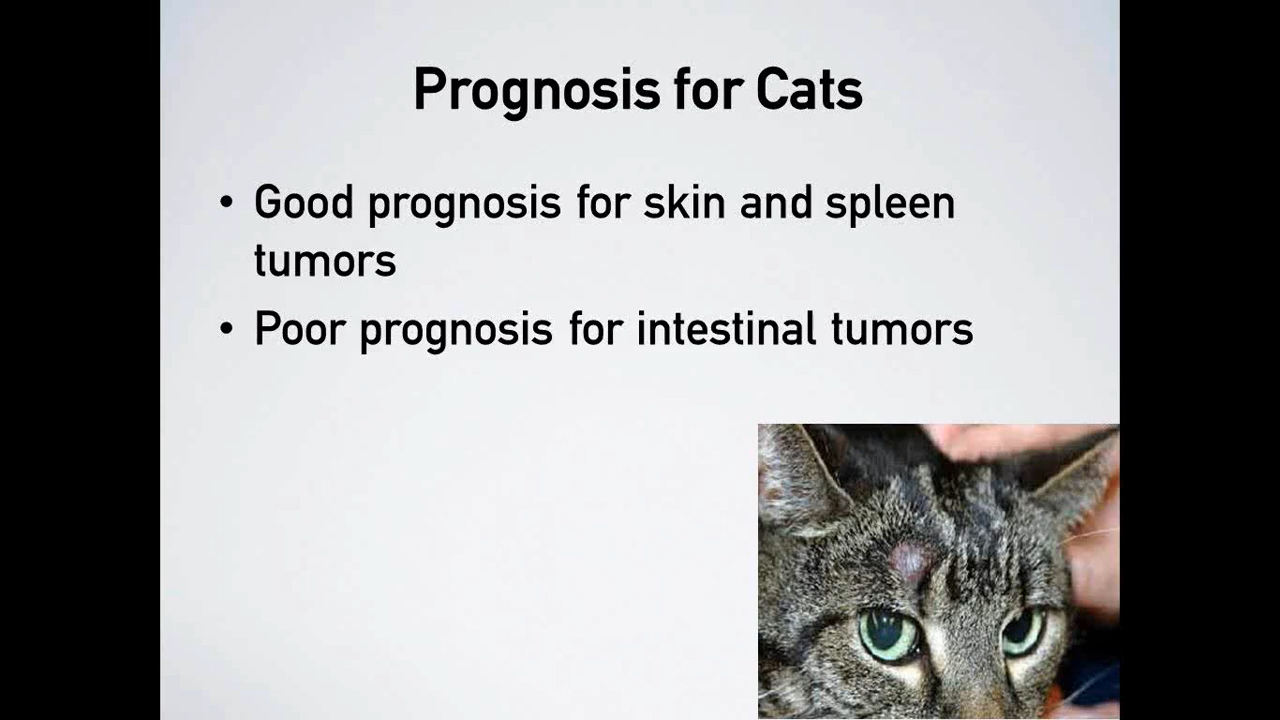 Prognosis for Cats
• Good prognosis for skin and spleen
tumors
• Poor prognosis for intestinal tumors